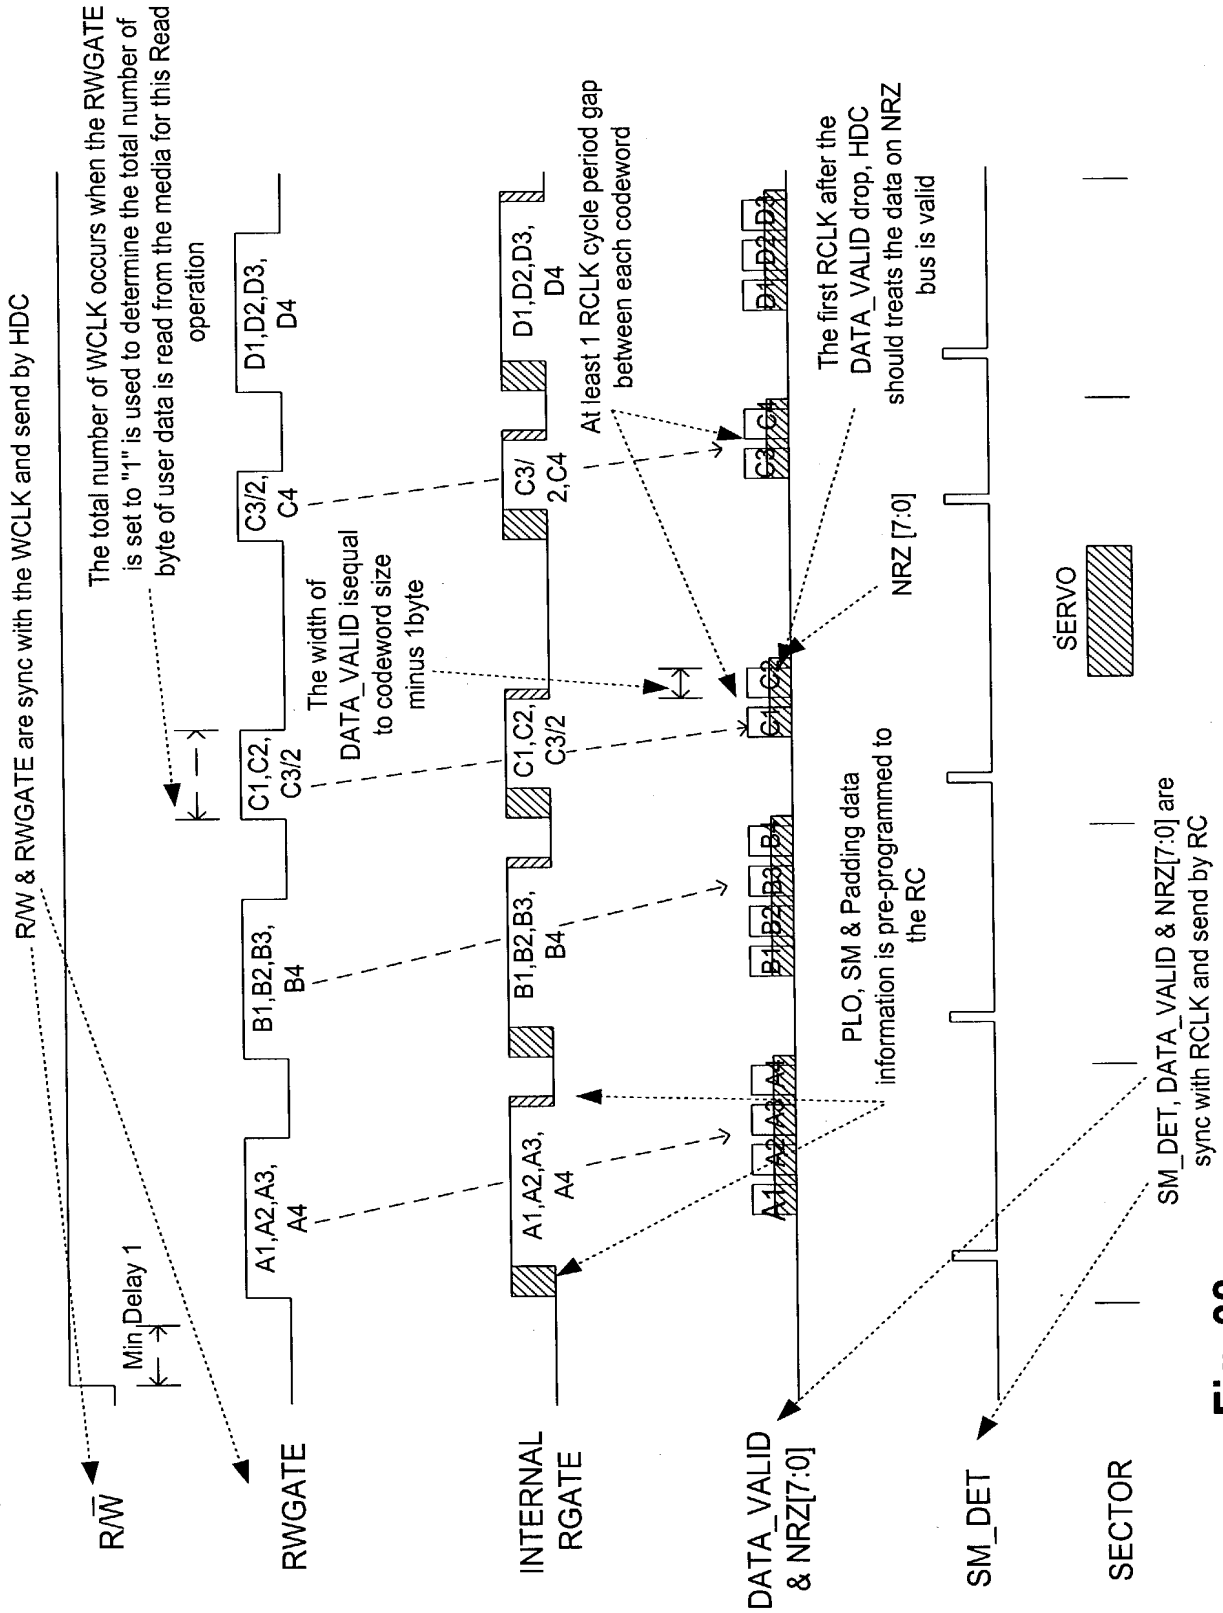 R/W & RWGATE are sync with the WCLK and send by HDC
The total number of WCLK occurs when the RWGATE
is set to "1" is used to determine the total number of
byte of user data is read from the media for this Read
operation
R/W̅
Min Delay 1
RWGATE
A1,A2,A3,
A4
B1,B2,B3,
B4
C1,C2,
C3/2
C3/2,
C4
D1,D2,D3,
D4
The width of
DATA_VALID isequal
to codeword size
minus 1byte
INTERNAL
RGATE
A1,A2,A3,
A4
B1,B2,B3,
B4
C1,C2,
C3/2
C3/
2,C4
D1,D2,D3,
D4
At least 1 RCLK cycle period gap
between each codeword
DATA_VALID
& NRZ[7:0]
A1 A2 A3 A4
B1 B2 B3 B4
C1 C2
C3 C4
D1 D2 D3
PLO, SM & Padding data
information is pre-programmed to
the RC
NRZ [7:0]
The first RCLK after the
DATA_VALID drop, HDC
should treats the data on NRZ
bus is valid
SM_DET
SM_DET, DATA_VALID & NRZ[7:0] are
sync with RCLK and send by RC
SECTOR
SERVO